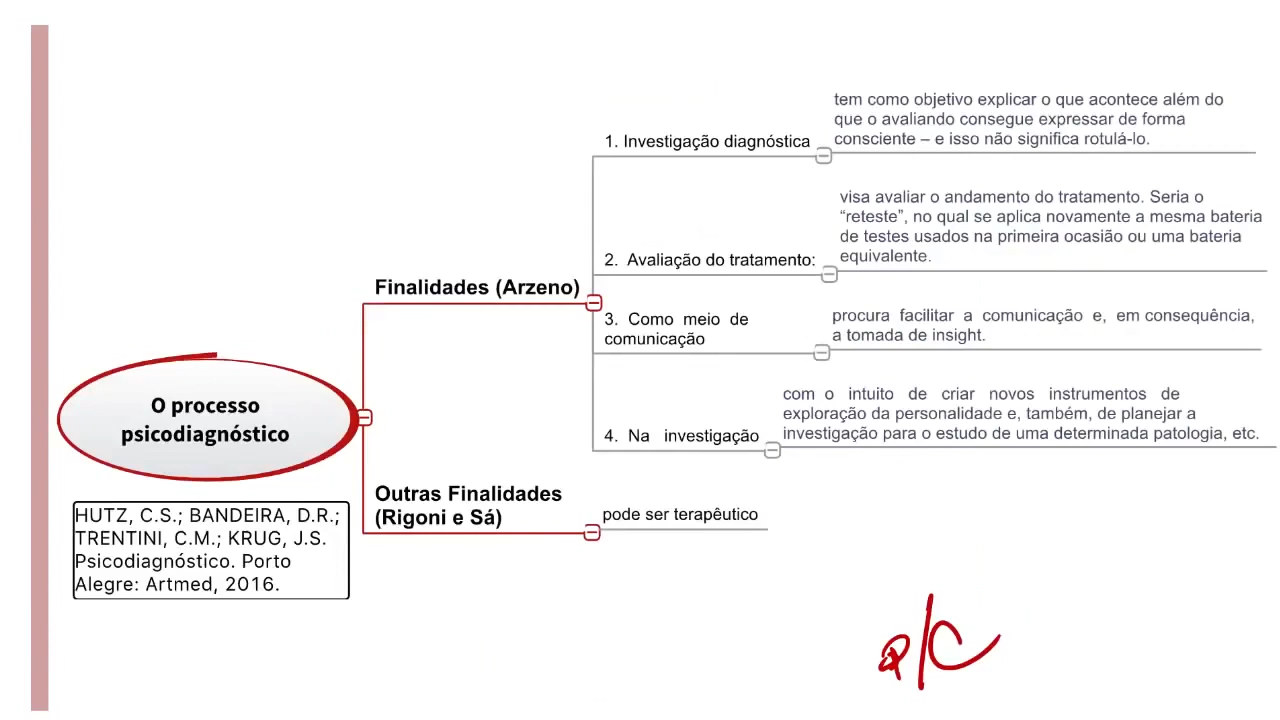 tem como objetivo explicar o que acontece além do
que o avaliando consegue expressar de forma
1. Investigação diagnóstica
consciente – e isso não significa rotulá-lo.
visa avaliar o andamento do tratamento. Seria o
“reteste”, no qual se aplica novamente a mesma bateria
de testes usados na primeira ocasião ou uma bateria
2. Avaliação do tratamento:
equivalente.
Finalidades (Arzeno)
3. Como meio de
comunicação
procura facilitar a comunicação e, em consequência,
a tomada de insight.
com o intuito de criar novos instrumentos de
exploração da personalidade e, também, de planejar a
4. Na investigação
investigação para o estudo de uma determinada patologia, etc.
O processo
psicodiagnóstico
Outras Finalidades
(Rigoni e Sá)
pode ser terapêutico
HUTZ, C.S.; BANDEIRA, D.R.;
TRENTINI, C.M.; KRUG, J.S.
Psicodiagnóstico. Porto
Alegre: Artmed, 2016.